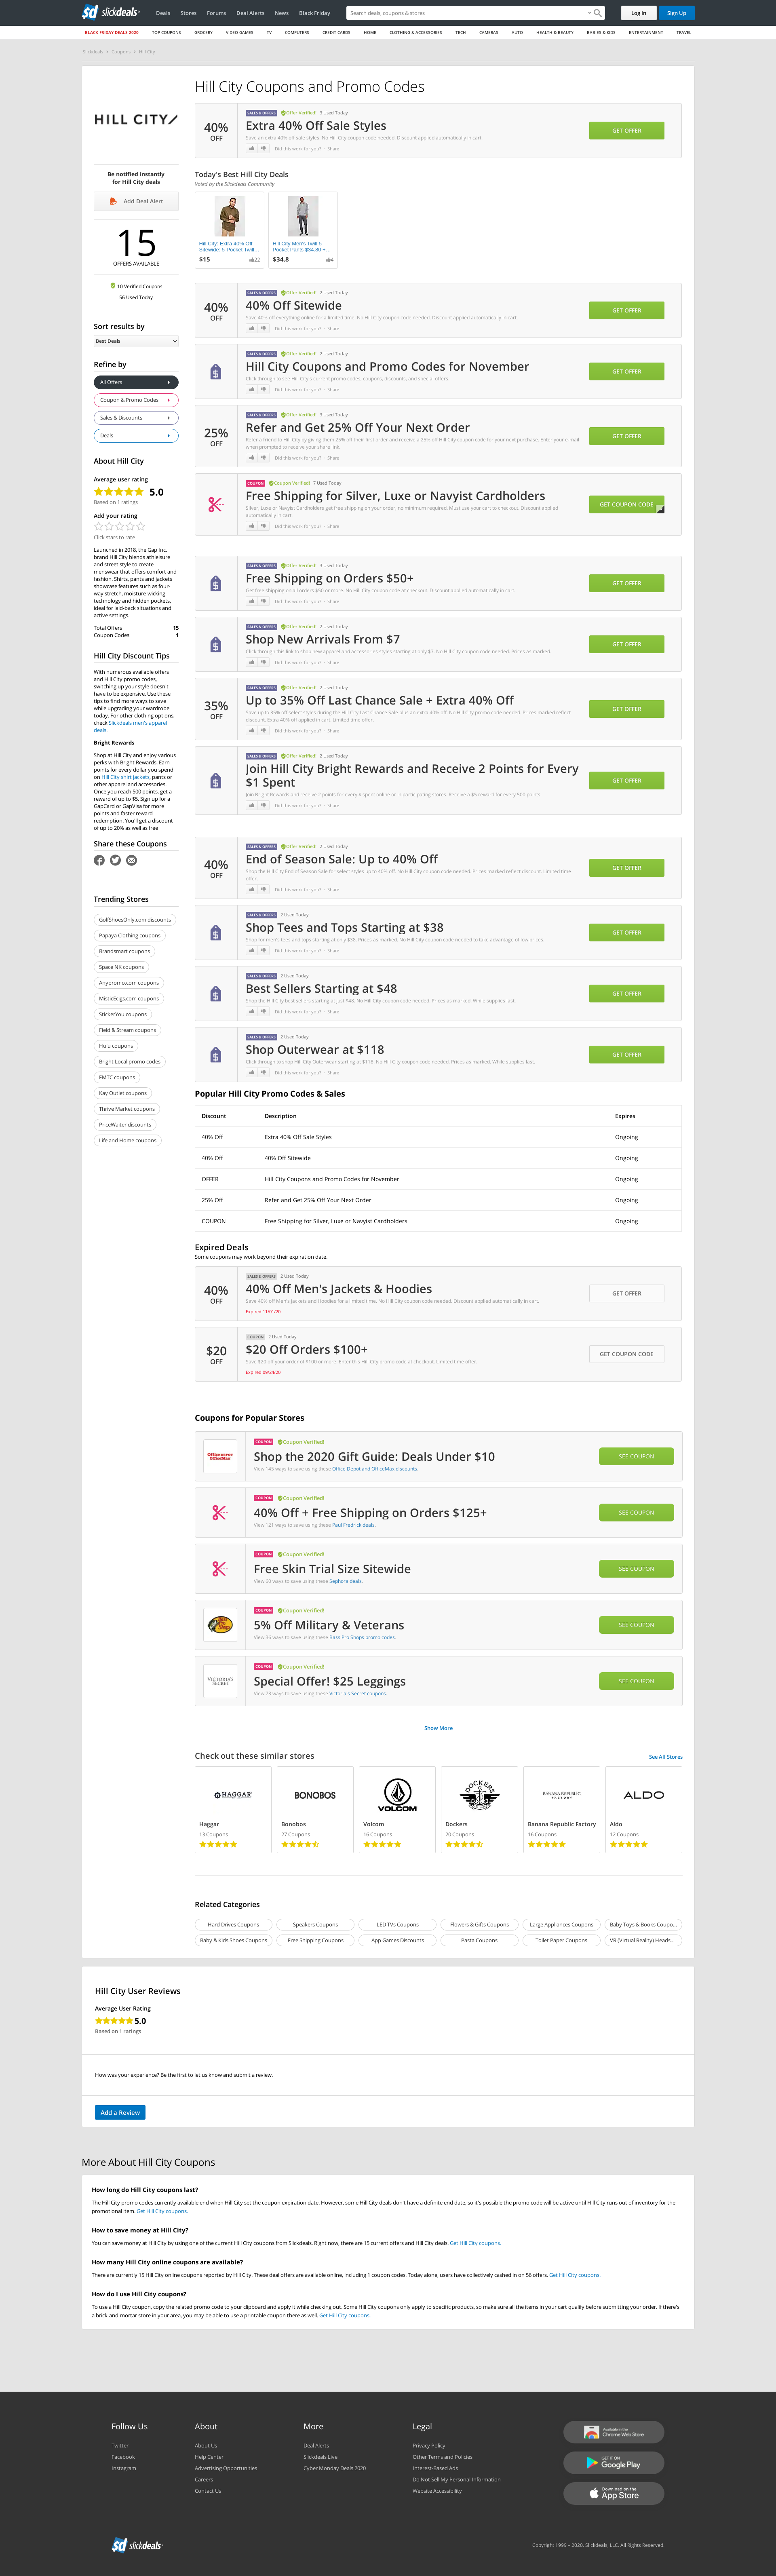 slickdeals
Deals Stores Forums Deal Alerts News Black Friday
Search deals, coupons & stores
Log In
Sign Up
BLACK FRIDAY DEALS 2020 TOP COUPONS GROCERY VIDEO GAMES TV COMPUTERS CREDIT CARDS HOME CLOTHING & ACCESSORIES TECH CAMERAS AUTO HEALTH & BEAUTY BABIES & KIDS ENTERTAINMENT TRAVEL
Slickdeals > Coupons > Hill City
HILL CITY
Be notified instantly
for Hill City deals
Add Deal Alert
15
OFFERS AVAILABLE
10 Verified Coupons
56 Used Today
Sort results by
Best Deals
Refine by
All Offers
Coupon & Promo Codes
Sales & Discounts
Deals
About Hill City
Average user rating
5.0
Based on 1 ratings
Add your rating
Click stars to rate
Launched in 2018, the Gap Inc.
brand Hill City blends athleisure
and street style to create
menswear that offers comfort and
fashion. Shirts, pants and jackets
showcase features such as four-
way stretch, moisture-wicking
technology and hidden pockets,
ideal for laid-back situations and
active settings.
Total Offers 15
Coupon Codes 1
Hill City Discount Tips
With numerous available offers
and Hill City promo codes,
switching up your style doesn't
have to be expensive. Use these
tips to find more ways to save
while upgrading your wardrobe
today. For other clothing options,
check Slickdeals men's apparel
deals.
Bright Rewards
Shop at Hill City and enjoy various
perks with Bright Rewards. Earn
points for every dollar you spend
on Hill City shirt jackets, pants or
other apparel and accessories.
Once you reach 500 points, get a
reward of up to $5. Sign up for a
GapCard or GapVisa for more
points and faster reward
redemption. You'll get a discount
of up to 20% as well as free
Share these Coupons
Trending Stores
GolfShoesOnly.com discounts
Papaya Clothing coupons
Brandsmart coupons
Space NK coupons
Anypromo.com coupons
MisticEcigs.com coupons
StickerYou coupons
Field & Stream coupons
Hulu coupons
Bright Local promo codes
FMTC coupons
Kay Outlet coupons
Thrive Market coupons
PriceWaiter discounts
Life and Home coupons
Hill City Coupons and Promo Codes
40%
OFF
SALES & OFFERS Offer Verified! 3 Used Today
Extra 40% Off Sale Styles
Save an extra 40% off sale styles. No Hill City coupon code needed. Discount applied automatically in cart.
Did this work for you? Share
GET OFFER
Today's Best Hill City Deals
Voted by the Slickdeals Community
Hill City: Extra 40% Off
Sitewide: 5-Pocket Twill...
$15 22
Hill City Men's Twill 5
Pocket Pants $34.80 + ...
$34.8 4
40%
OFF
SALES & OFFERS Offer Verified! 2 Used Today
40% Off Sitewide
Save 40% off everything online for a limited time. No Hill City coupon code needed. Discount applied automatically in cart.
Did this work for you? Share
GET OFFER
SALES & OFFERS Offer Verified! 2 Used Today
Hill City Coupons and Promo Codes for November
Click through to see Hill City's current promo codes, coupons, discounts, and special offers.
Did this work for you? Share
GET OFFER
25%
OFF
SALES & OFFERS Offer Verified! 3 Used Today
Refer and Get 25% Off Your Next Order
Refer a friend to Hill City by giving them 25% off their first order and receive a 25% off Hill City coupon code for your next purchase. Enter your e-mail
when prompted to receive your share link.
Did this work for you? Share
GET OFFER
COUPON Coupon Verified! 7 Used Today
Free Shipping for Silver, Luxe or Navyist Cardholders
Silver, Luxe or Navyist Cardholders get free shipping on your order, no minimum required. Must use your cart to checkout. Discount applied
automatically in cart.
Did this work for you? Share
GET COUPON CODE
SALES & OFFERS Offer Verified! 3 Used Today
Free Shipping on Orders $50+
Get free shipping on all orders $50 or more. No Hill City coupon code at checkout. Discount applied automatically in cart.
Did this work for you? Share
GET OFFER
SALES & OFFERS Offer Verified! 2 Used Today
Shop New Arrivals From $7
Click through this link to shop new apparel and accessories styles starting at only $7. No Hill City coupon code needed. Prices as marked.
Did this work for you? Share
GET OFFER
35%
OFF
SALES & OFFERS Offer Verified! 2 Used Today
Up to 35% Off Last Chance Sale + Extra 40% Off
Save up to 35% off select styles during the Hill City Last Chance Sale plus an extra 40% off. No Hill City promo code needed. Prices marked reflect
discount. Extra 40% off applied in cart. Limited time offer.
Did this work for you? Share
GET OFFER
SALES & OFFERS Offer Verified! 2 Used Today
Join Hill City Bright Rewards and Receive 2 Points for Every
$1 Spent
Join Bright Rewards and receive 2 points for every $ spent online or in participating stores. Receive a $5 reward for every 500 points.
Did this work for you? Share
GET OFFER
40%
OFF
SALES & OFFERS Offer Verified! 2 Used Today
End of Season Sale: Up to 40% Off
Shop the Hill City End of Season Sale for select styles up to 40% off. No Hill City coupon code needed. Prices marked reflect discount. Limited time
offer.
Did this work for you? Share
GET OFFER
SALES & OFFERS 2 Used Today
Shop Tees and Tops Starting at $38
Shop for men's tees and tops starting at only $38. Prices as marked. No Hill City coupon code needed to take advantage of low prices.
Did this work for you? Share
GET OFFER
SALES & OFFERS 2 Used Today
Best Sellers Starting at $48
Shop the Hill City best sellers starting at just $48. No Hill City coupon code needed. Prices as marked. While supplies last.
Did this work for you? Share
GET OFFER
SALES & OFFERS 2 Used Today
Shop Outerwear at $118
Click through to shop Hill City Outerwear starting at $118. No Hill City coupon code needed. Prices as marked. While supplies last.
Did this work for you? Share
GET OFFER
Popular Hill City Promo Codes & Sales
Discount Description Expires
40% Off Extra 40% Off Sale Styles Ongoing
40% Off 40% Off Sitewide Ongoing
OFFER Hill City Coupons and Promo Codes for November Ongoing
25% Off Refer and Get 25% Off Your Next Order Ongoing
COUPON Free Shipping for Silver, Luxe or Navyist Cardholders Ongoing
Expired Deals
Some coupons may work beyond their expiration date.
40%
OFF
SALES & OFFERS 2 Used Today
40% Off Men's Jackets & Hoodies
Save 40% off Men's Jackets and Hoodies for a limited time. No Hill City coupon code needed. Discount applied automatically in cart.
Expired 11/01/20
GET OFFER
$20
OFF
COUPON 2 Used Today
$20 Off Orders $100+
Save $20 off your order of $100 or more. Enter this Hill City promo code at checkout. Limited time offer.
Expired 09/24/20
GET COUPON CODE
Coupons for Popular Stores
Office DEPOT
OfficeMax
COUPON Coupon Verified!
Shop the 2020 Gift Guide: Deals Under $10
View 145 ways to save using these Office Depot and OfficeMax discounts.
SEE COUPON
COUPON Coupon Verified!
40% Off + Free Shipping on Orders $125+
View 121 ways to save using these Paul Fredrick deals.
SEE COUPON
COUPON Coupon Verified!
Free Skin Trial Size Sitewide
View 60 ways to save using these Sephora deals.
SEE COUPON
Bass Pro Shops
COUPON Coupon Verified!
5% Off Military & Veterans
View 36 ways to save using these Bass Pro Shops promo codes.
SEE COUPON
VICTORIA'S
SECRET
COUPON Coupon Verified!
Special Offer! $25 Leggings
View 73 ways to save using these Victoria's Secret coupons.
SEE COUPON
Show More
Check out these similar stores
See All Stores
HAGGAR BONOBOS VOLCOM DOCKERS BANANA REPUBLIC FACTORY ALDO
Haggar Bonobos Volcom Dockers Banana Republic Factory Aldo
13 Coupons 27 Coupons 16 Coupons 20 Coupons 16 Coupons 12 Coupons
Related Categories
Hard Drives Coupons Speakers Coupons LED TVs Coupons Flowers & Gifts Coupons Large Appliances Coupons Baby Toys & Books Coupo...
Baby & Kids Shoes Coupons Free Shipping Coupons App Games Discounts Pasta Coupons Toilet Paper Coupons VR (Virtual Reality) Heads...
Hill City User Reviews
Average User Rating
5.0
Based on 1 ratings
How was your experience? Be the first to let us know and submit a review.
Add a Review
More About Hill City Coupons
How long do Hill City coupons last?
The Hill City promo codes currently available end when Hill City set the coupon expiration date. However, some Hill City deals don't have a definite end date, so it's possible the promo code will be active until Hill City runs out of inventory for the
promotional item. Get Hill City coupons.
How to save money at Hill City?
You can save money at Hill City by using one of the current Hill City coupons from Slickdeals. Right now, there are 15 current offers and Hill City deals. Get Hill City coupons.
How many Hill City online coupons are available?
There are currently 15 Hill City online coupons reported by Hill City. These deal offers are available online, including 1 coupon codes. Today alone, users have collectively cashed in on 56 offers. Get Hill City coupons.
How do I use Hill City coupons?
To use a Hill City coupon, copy the related promo code to your clipboard and apply it while checking out. Some Hill City coupons only apply to specific products, so make sure all the items in your cart qualify before submitting your order. If there's
a brick-and-mortar store in your area, you may be able to use a printable coupon there as well. Get Hill City coupons.
Follow Us
Twitter
Facebook
Instagram
About
About Us
Help Center
Advertising Opportunities
Careers
Contact Us
More
Deal Alerts
Slickdeals Live
Cyber Monday Deals 2020
Legal
Privacy Policy
Other Terms and Policies
Interest-Based Ads
Do Not Sell My Personal Information
Website Accessibility
Available in the
Chrome Web Store
GET IT ON
Google Play
Download on the
App Store
slickdeals
Copyright 1999 - 2020. Slickdeals, LLC. All Rights Reserved.